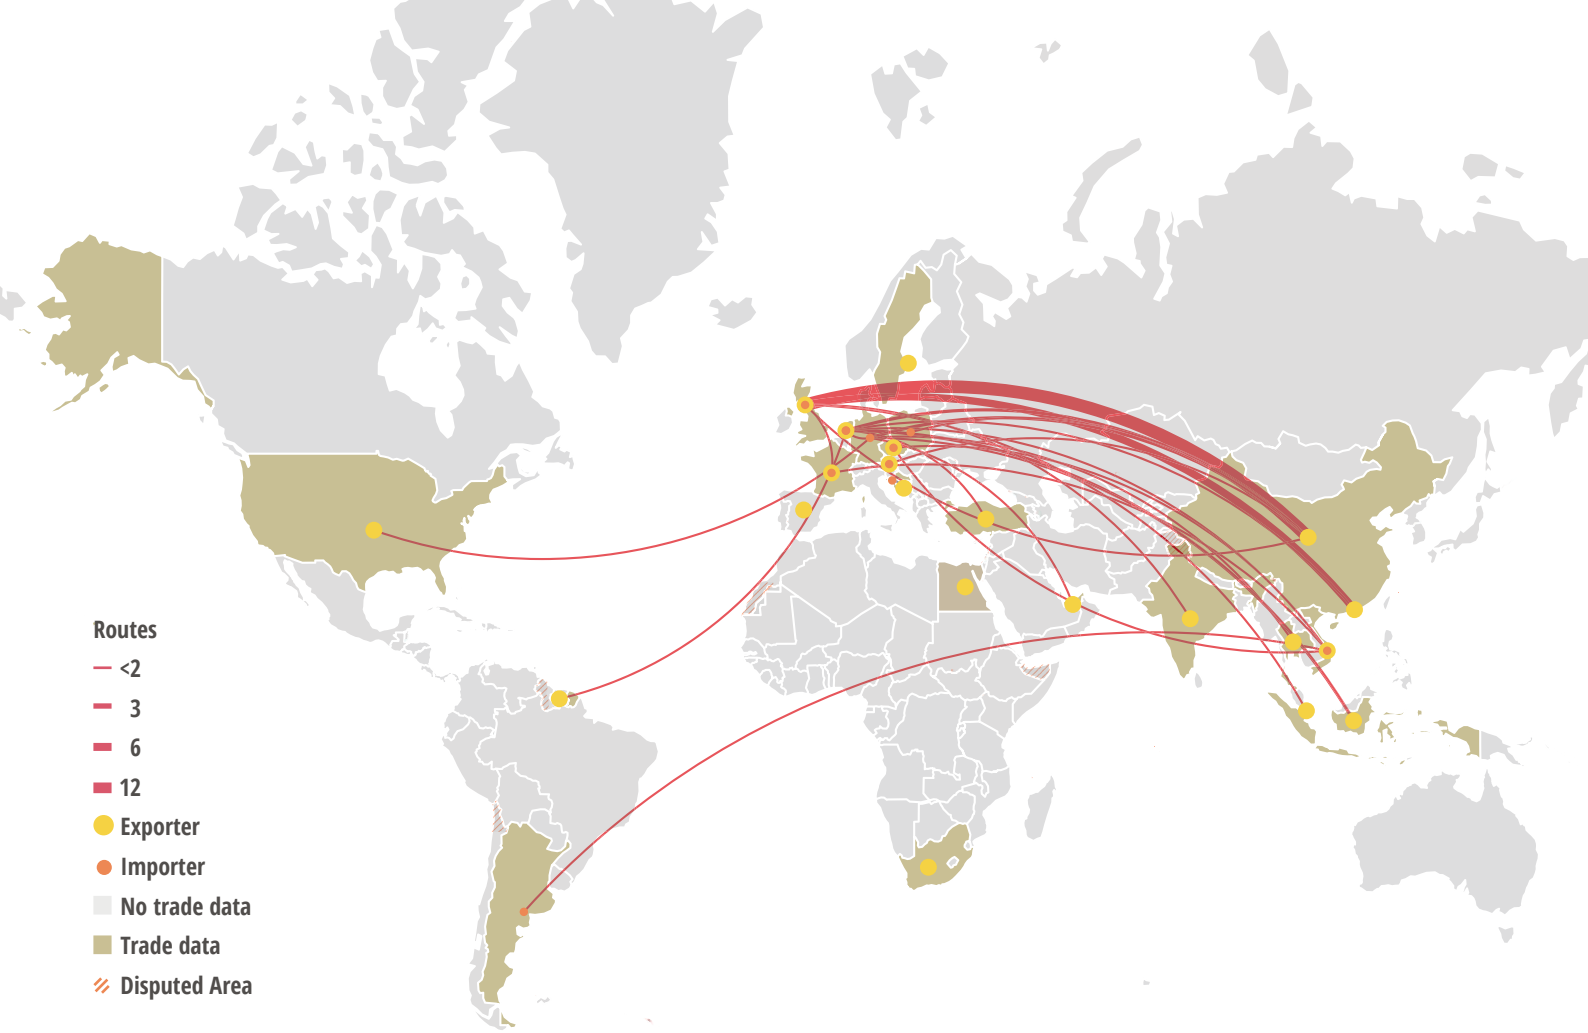 Routes
<2
3
6
12
Exporter
Importer
No trade data
Trade data
Disputed Area